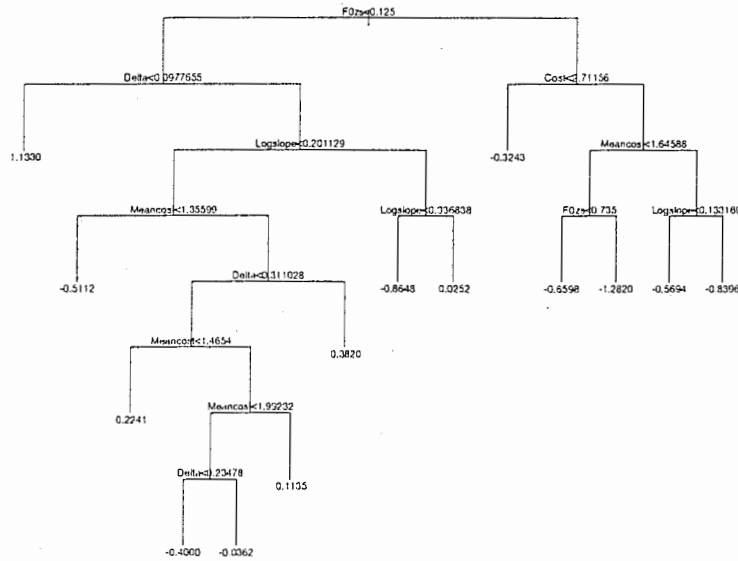 F0zs<0.125
Delta<0.0977655
Cost<2.71156
1.1330
Logslope<0.201129
-0.3243
Meancos<1.64588
Meancos<1.35599
Logslope<0.336838
F0zs<0.735
Logslope<0.133160
-0.5112
Delta<0.311028
-0.8648
0.0252
-0.6598
-1.2820
-0.5694
-0.8396
Meancos<1.4654
0.3820
0.2241
Meancos<1.99232
Delta<0.23478
0.1135
-0.4000
-0.0362